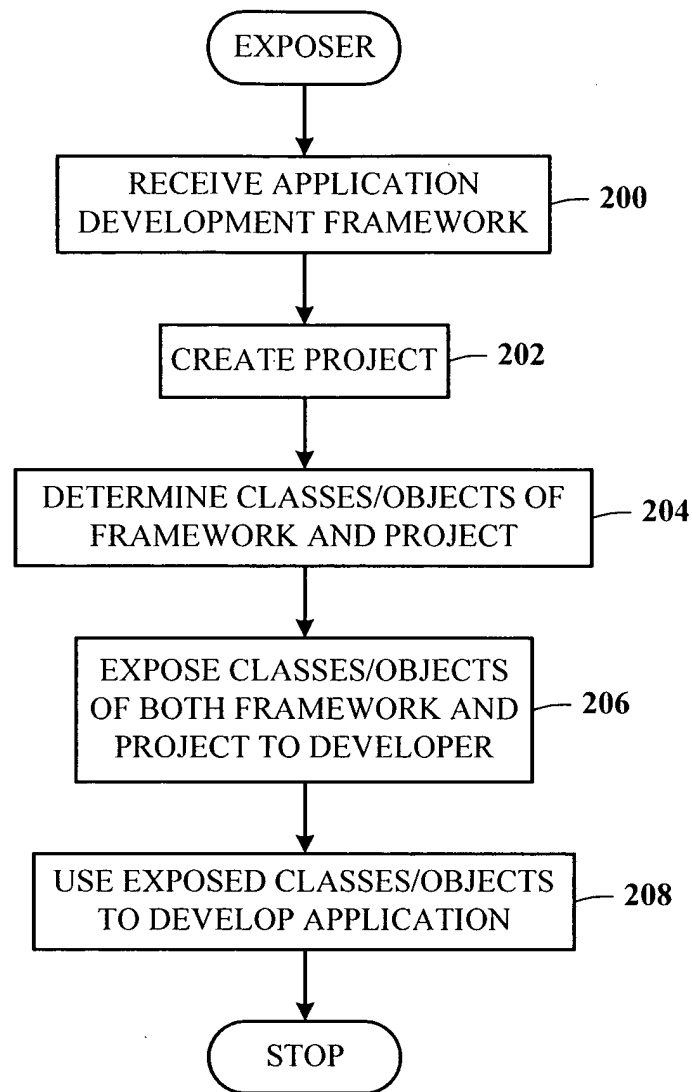 EXPOSER
RECEIVE APPLICATION
DEVELOPMENT FRAMEWORK
200
CREATE PROJECT
202
DETERMINE CLASSES/OBJECTS OF
FRAMEWORK AND PROJECT
204
EXPOSE CLASSES/OBJECTS
OF BOTH FRAMEWORK AND
PROJECT TO DEVELOPER
206
USE EXPOSED CLASSES/OBJECTS
TO DEVELOP APPLICATION
208
STOP